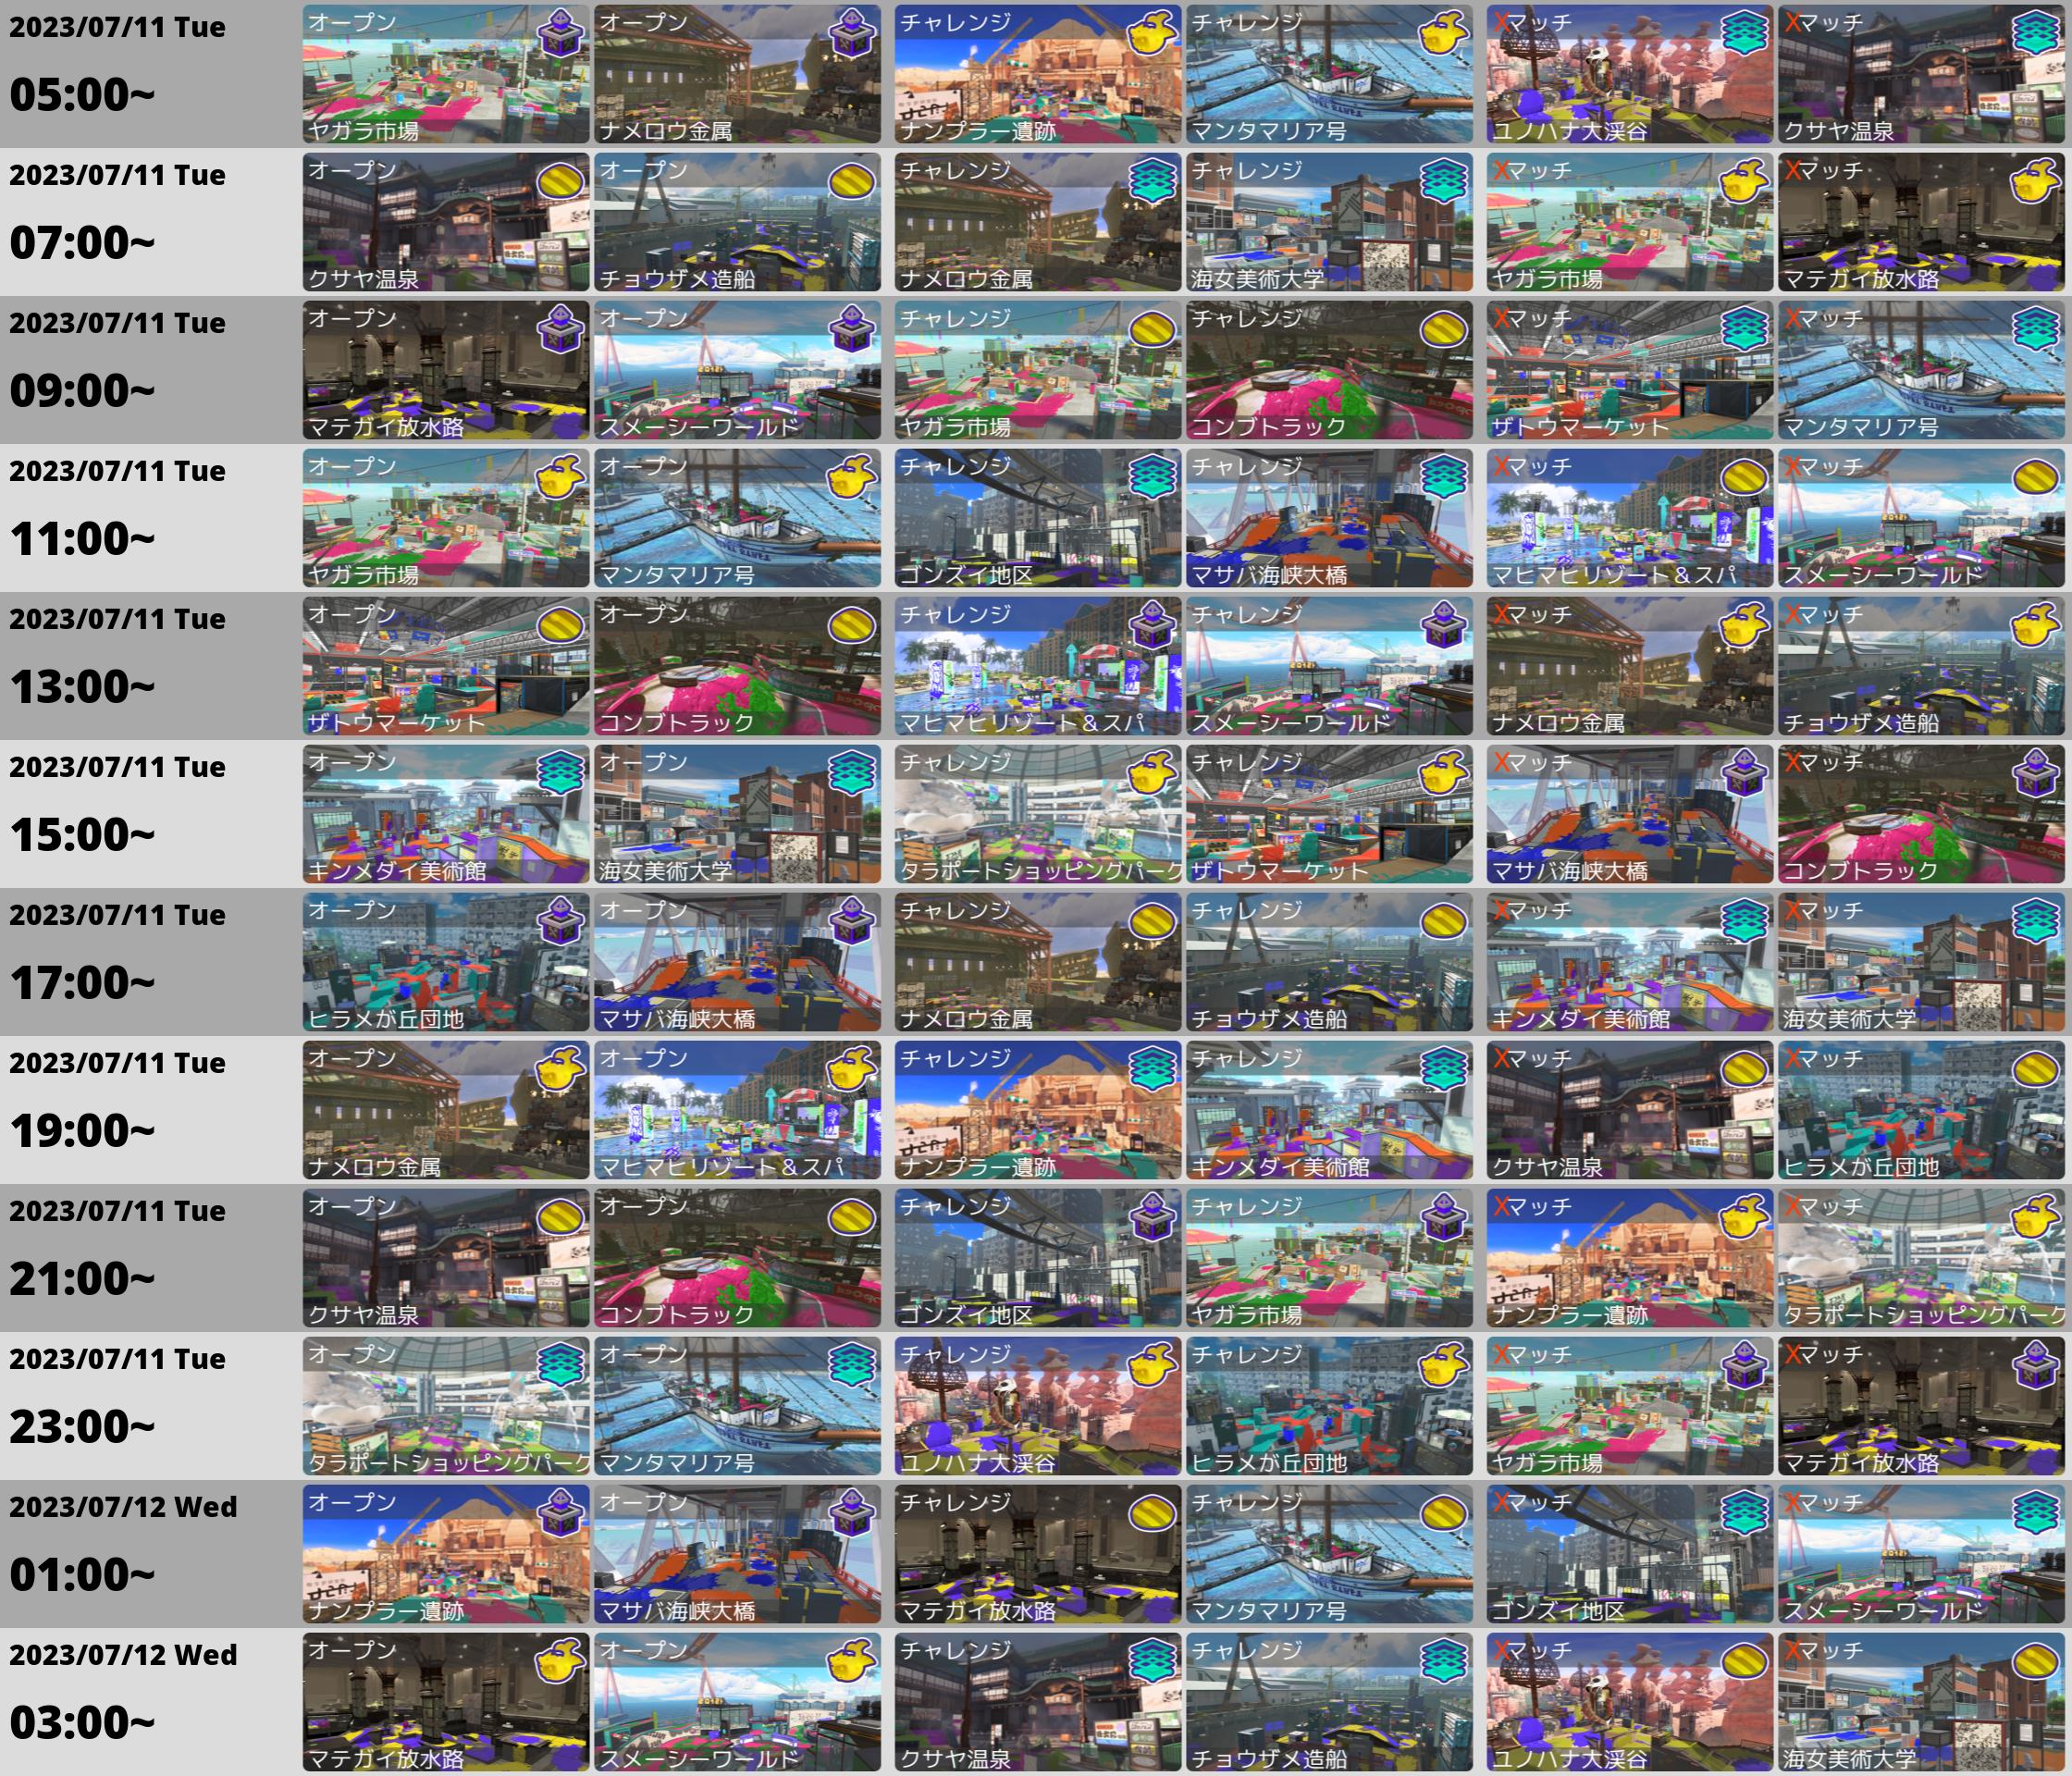 2023/07/11 Tue
05:00~
オープン オープン チャレンジ チャレンジ Xマッチ Xマッチ
ヤガラ市場 ナメロウ金属 ナンプラー遺跡 マンタマリア号 ユノハナ大渓谷 クサヤ温泉
2023/07/11 Tue
07:00~
オープン オープン チャレンジ チャレンジ Xマッチ Xマッチ
クサヤ温泉 チョウザメ造船 ナメロウ金属 海女美術大学 ヤガラ市場 マテガイ放水路
2023/07/11 Tue
09:00~
オープン オープン チャレンジ チャレンジ Xマッチ Xマッチ
マテガイ放水路 スメーシーワールド ヤガラ市場 コンブトラック ザトウマーケット マンタマリア号
2023/07/11 Tue
11:00~
オープン オープン チャレンジ チャレンジ Xマッチ Xマッチ
ヤガラ市場 マンタマリア号 ゴンズイ地区 マサバ海峡大橋 マヒマヒリゾート&スパ スメーシーワールド
2023/07/11 Tue
13:00~
オープン オープン チャレンジ チャレンジ Xマッチ Xマッチ
ザトウマーケット コンブトラック マヒマヒリゾート&スパ スメーシーワールド ナメロウ金属 チョウザメ造船
2023/07/11 Tue
15:00~
オープン オープン チャレンジ チャレンジ Xマッチ Xマッチ
キンメダイ美術館 海女美術大学 タラポートショッピングパーク ザトウマーケット マサバ海峡大橋 コンブトラック
2023/07/11 Tue
17:00~
オープン オープン チャレンジ チャレンジ Xマッチ Xマッチ
ヒラメが丘団地 マサバ海峡大橋 ナメロウ金属 チョウザメ造船 キンメダイ美術館 海女美術大学
2023/07/11 Tue
19:00~
オープン オープン チャレンジ チャレンジ Xマッチ Xマッチ
ナメロウ金属 マヒマヒリゾート&スパ ナンプラー遺跡 キンメダイ美術館 クサヤ温泉 ヒラメが丘団地
2023/07/11 Tue
21:00~
オープン オープン チャレンジ チャレンジ Xマッチ Xマッチ
クサヤ温泉 コンブトラック ゴンズイ地区 ヤガラ市場 ナンプラー遺跡 タラポートショッピングパーク
2023/07/11 Tue
23:00~
オープン オープン チャレンジ チャレンジ Xマッチ Xマッチ
タラポートショッピングパーク マンタマリア号 ユノハナ大渓谷 ヒラメが丘団地 ヤガラ市場 マテガイ放水路
2023/07/12 Wed
01:00~
オープン オープン チャレンジ チャレンジ Xマッチ Xマッチ
ナンプラー遺跡 マサバ海峡大橋 マテガイ放水路 マンタマリア号 ゴンズイ地区 スメーシーワールド
2023/07/12 Wed
03:00~
オープン オープン チャレンジ チャレンジ Xマッチ Xマッチ
マテガイ放水路 スメーシーワールド クサヤ温泉 チョウザメ造船 ユノハナ大渓谷 海女美術大学